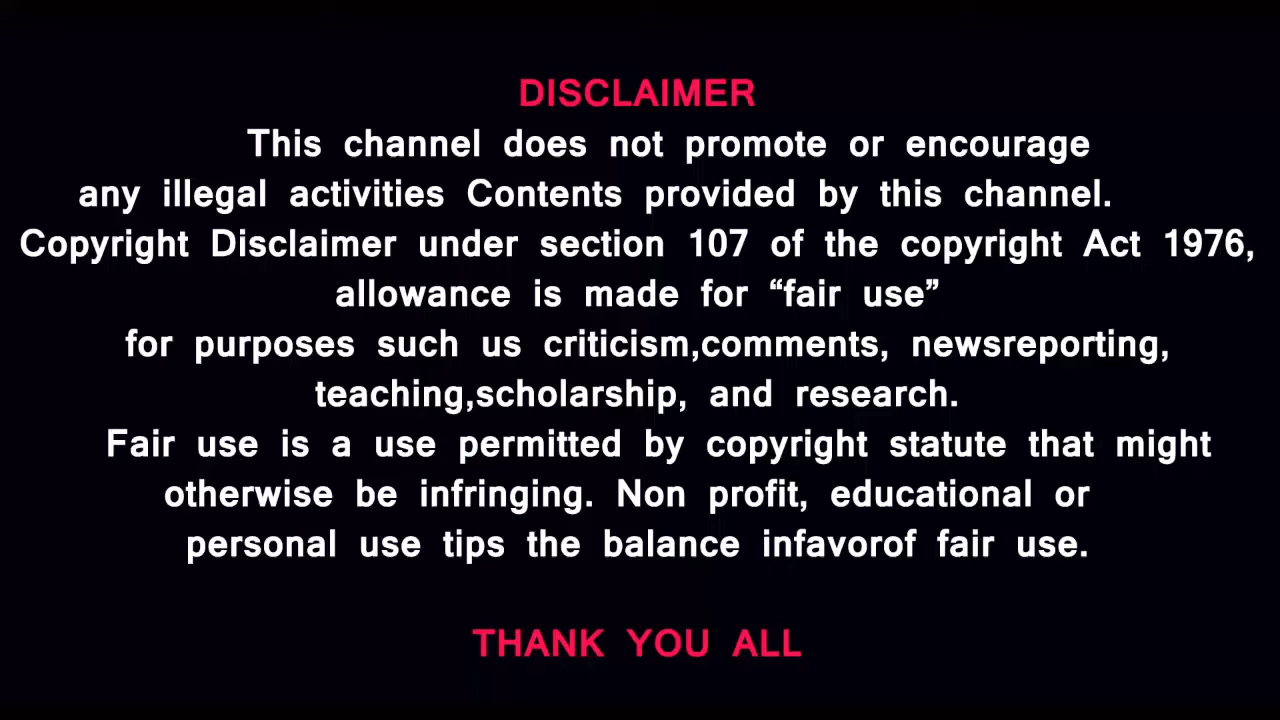 DISCLAIMER
This channel does not promote or encourage
any illegal activities Contents provided by this channel.
Copyright Disclaimer under section 107 of the copyright Act 1976,
allowance is made for “fair use”
for purposes such us criticism,comments, newsreporting,
teaching,scholarship, and research.
Fair use is a use permitted by copyright statute that might
otherwise be infringing. Non profit, educational or
personal use tips the balance infavorof fair use.
THANK YOU ALL